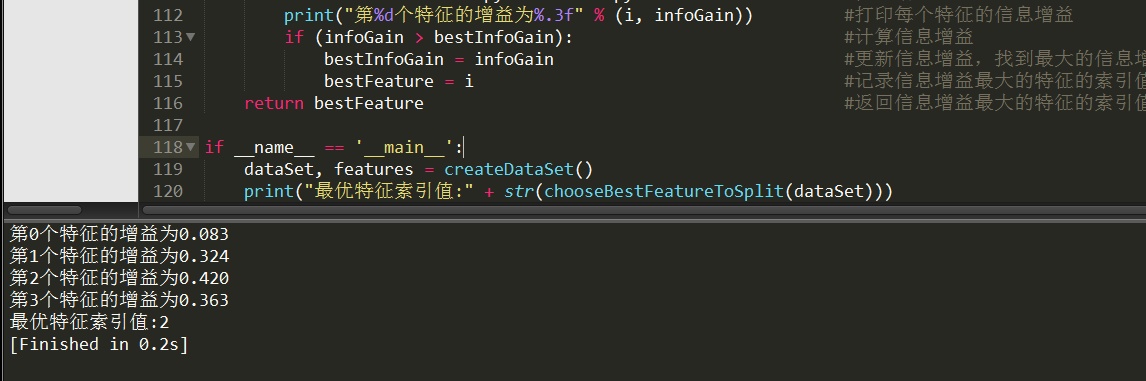 112 print("第%d个特征的增益为%.3f" % (i, infoGain)) #打印每个特征的信息增益
113 if (infoGain > bestInfoGain): #计算信息增益
114 bestInfoGain = infoGain #更新信息增益，找到最大的信息增
115 bestFeature = i #记录信息增益最大的特征的索引值
116 return bestFeature #返回信息增益最大的特征的索引值
117
118 if __name__ == '__main__':
119 dataSet, features = createDataSet()
120 print("最优特征索引值:" + str(chooseBestFeatureToSplit(dataSet)))
第0个特征的增益为0.083
第1个特征的增益为0.324
第2个特征的增益为0.420
第3个特征的增益为0.363
最优特征索引值:2
[Finished in 0.2s]